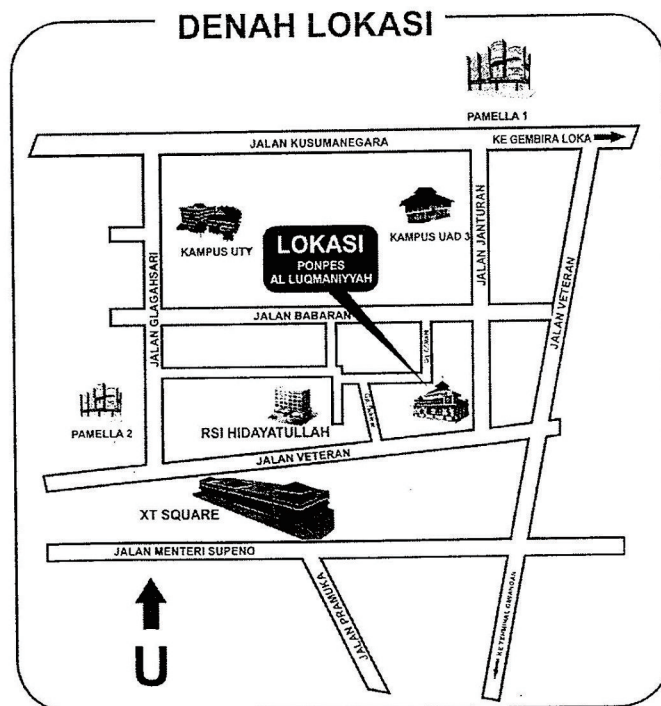 DENAH LOKASI
PAMELLA 1
JALAN KUSUMANEGARA
KE GEMBIRA LOKA
KAMPUS UTY
KAMPUS UAD 3
LOKASI
PONPES
AL LUQMANIYYAH
JALAN GLAGAHSARI
JALAN JANTURAN
JALAN VETERAN
JALAN BABARAN
PAMELLA 2
RSI HIDAYATULLAH
JALAN VETERAN
XT SQUARE
JALAN MENTERI SUPENO
JALAN PRAMUKA
KE TERMINAL GIWANGAN
U